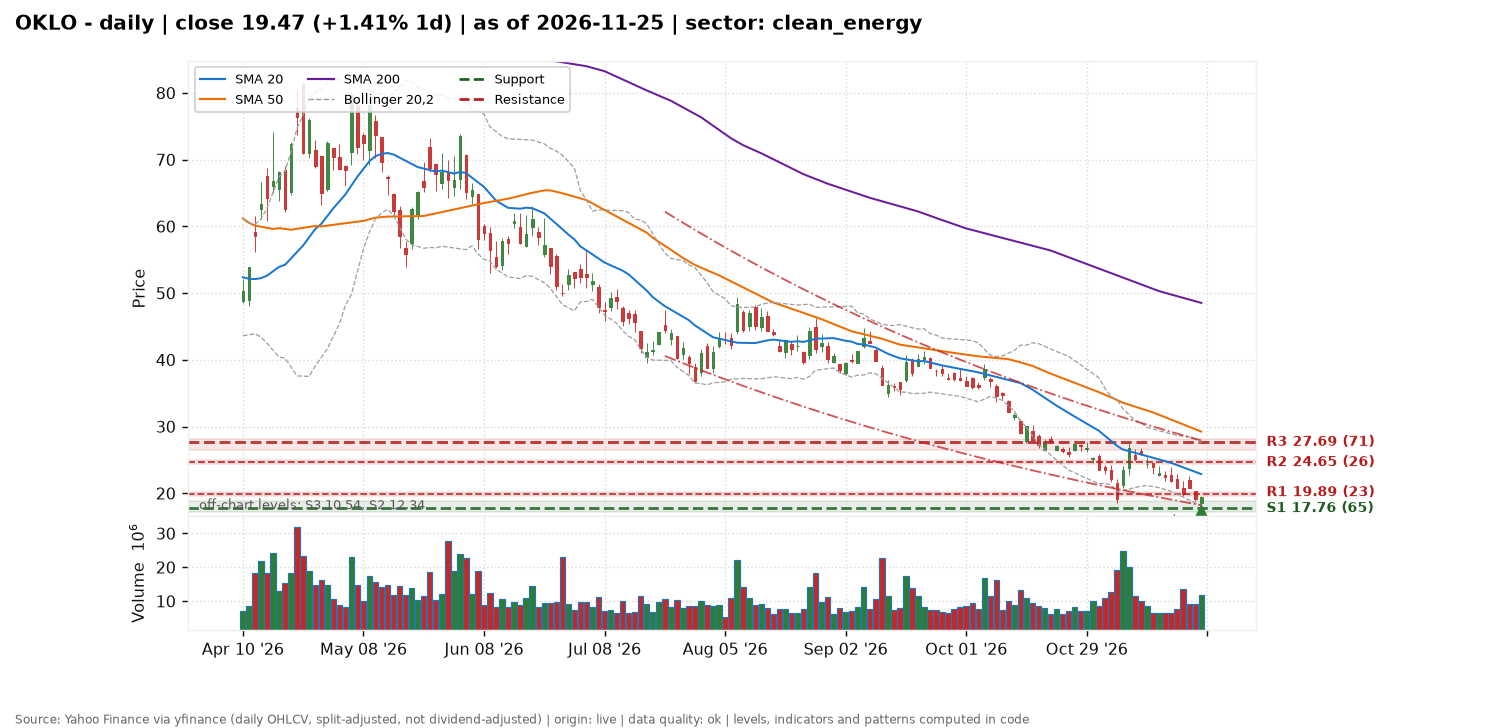 OKLO - daily | close 19.47 (+1.41% 1d) | as of 2026-11-25 | sector: clean_energy
SMA 20
SMA 50
SMA 200
Bollinger 20,2
Support
Resistance
Price
80
70
60
50
40
30
20
R3 27.69 (71)
R2 24.65 (26)
R1 19.89 (23)
S1 17.76 (65)
off-chart levels: S3 10.54, S2 12.34
Volume 10⁶
30
20
10
Apr 10 '26
May 08 '26
Jun 08 '26
Jul 08 '26
Aug 05 '26
Sep 02 '26
Oct 01 '26
Oct 29 '26
Source: Yahoo Finance via yfinance (daily OHLCV, split-adjusted, not dividend-adjusted) | origin: live | data quality: ok | levels, indicators and patterns computed in code